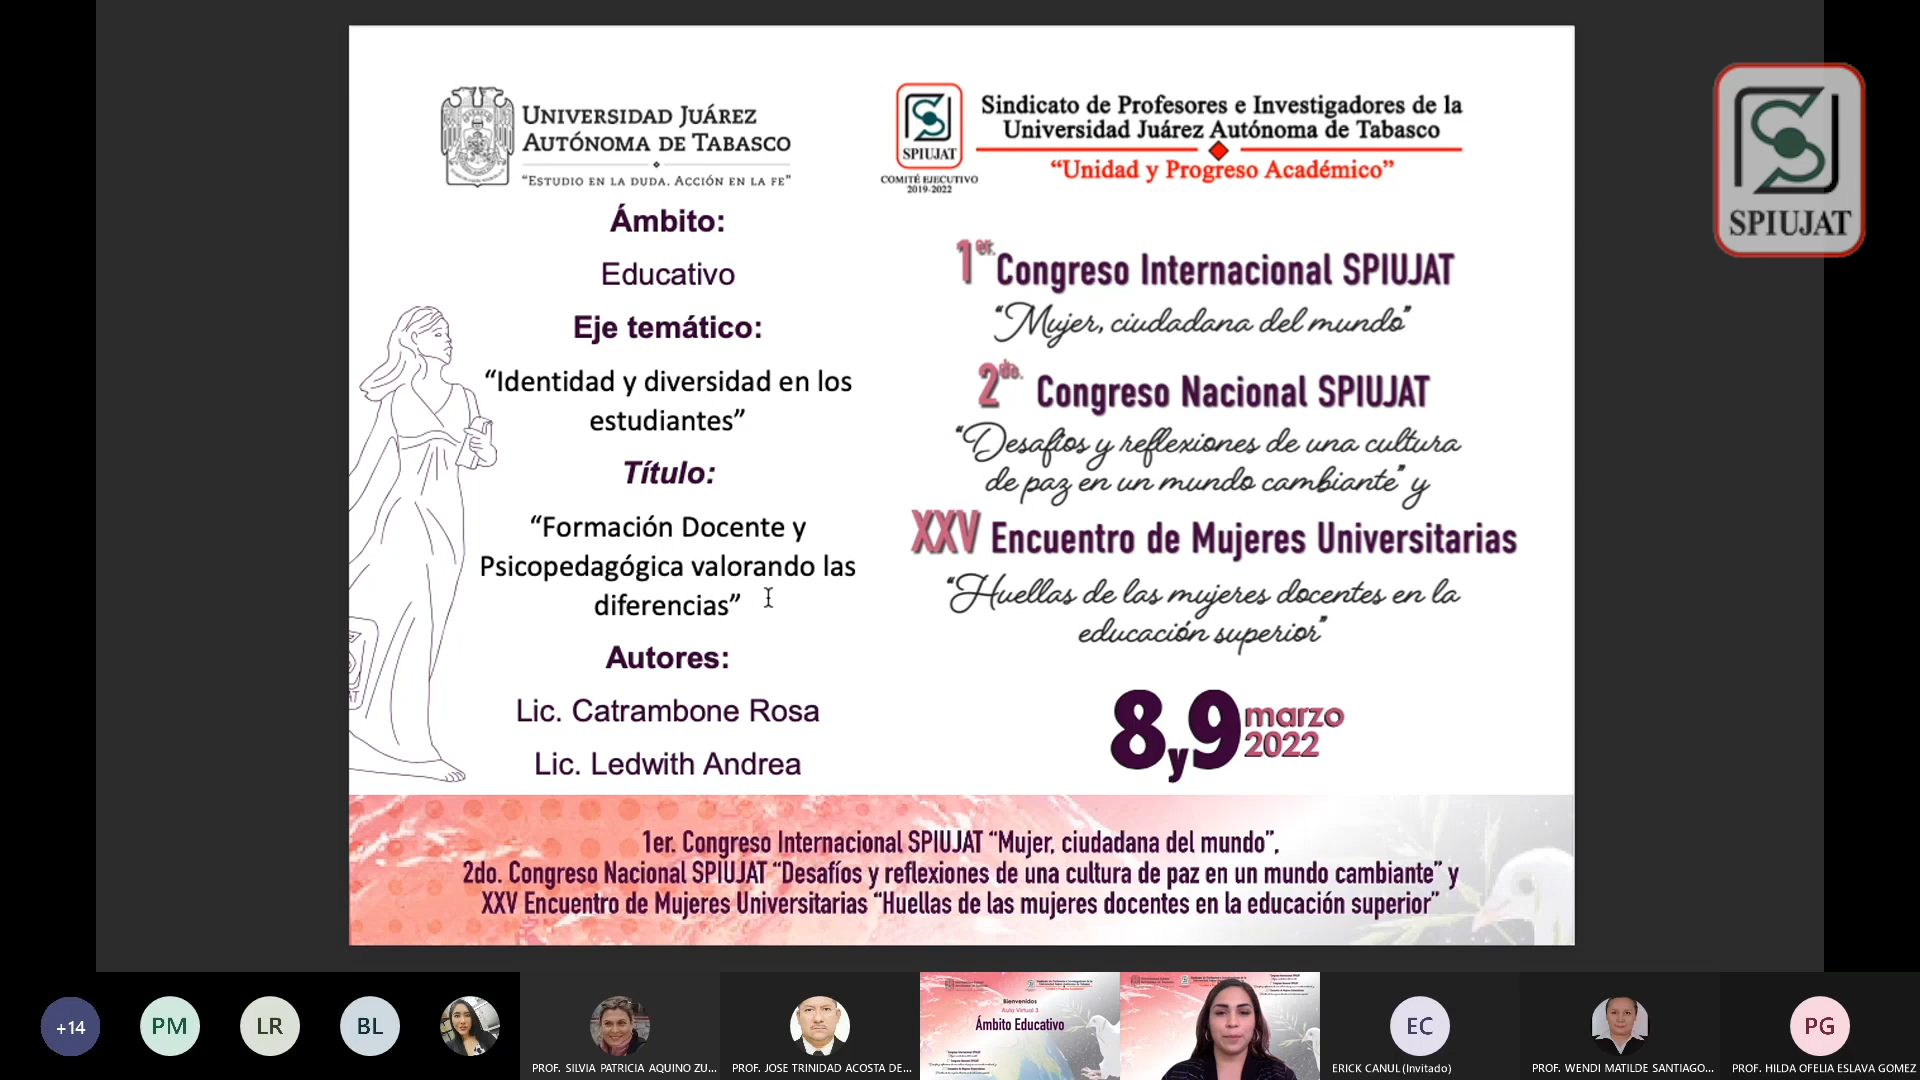 UNIVERSIDAD JUÁREZ
AUTÓNOMA DE TABASCO
“ESTUDIO EN LA DUDA. ACCIÓN EN LA FE”
SPIUJAT
COMITÉ EJECUTIVO
2019-2022
Sindicato de Profesores e Investigadores de la
Universidad Juárez Autónoma de Tabasco
“Unidad y Progreso Académico”
SPIUJAT
Ámbito:
Educativo
Eje temático:
“Identidad y diversidad en los
estudiantes”
Título:
“Formación Docente y
Psicopedagógica valorando las
diferencias”
Autores:
Lic. Catrambone Rosa
Lic. Ledwith Andrea
1er. Congreso Internacional SPIUJAT
“Mujer, ciudadana del mundo”
2do. Congreso Nacional SPIUJAT
“Desafíos y reflexiones de una cultura
de paz en un mundo cambiante” y
XXV Encuentro de Mujeres Universitarias
“Huellas de las mujeres docentes en la
educación superior”
8 y 9 marzo
2022
1er. Congreso Internacional SPIUJAT “Mujer, ciudadana del mundo”,
2do. Congreso Nacional SPIUJAT “Desafíos y reflexiones de una cultura de paz en un mundo cambiante” y
XXV Encuentro de Mujeres Universitarias “Huellas de las mujeres docentes en la educación superior”
+14
PM
LR
BL
PROF. SILVIA PATRICIA AQUINO ZU...
PROF. JOSE TRINIDAD ACOSTA DE...
Bienvenidos
Aula Virtual 3
Ámbito Educativo
EC
ERICK CANUL (Invitado)
PROF. WENDI MATILDE SANTIAGO...
PG
PROF. HILDA OFELIA ESLAVA GOMEZ